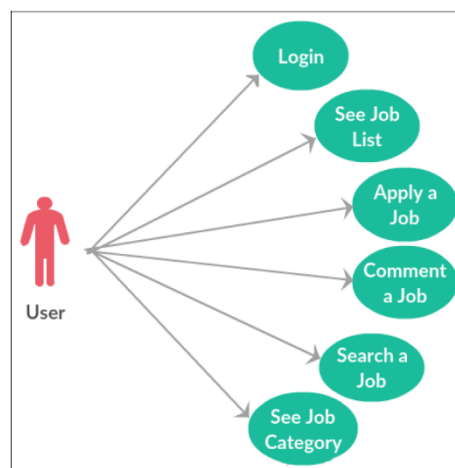 Login
See Job
List
Apply a
Job
Comment
a Job
User
Search a
Job
See Job
Category